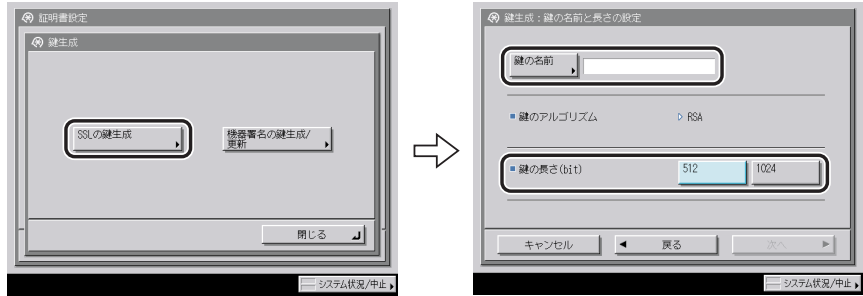 証明書設定
鍵生成
SSLの鍵生成
機器署名の鍵生成/
更新
閉じる
システム状況/中止
鍵生成：鍵の名前と長さの設定
鍵の名前
鍵のアルゴリズム
RSA
鍵の長さ(bit)
512
1024
キャンセル
戻る
次へ
システム状況/中止